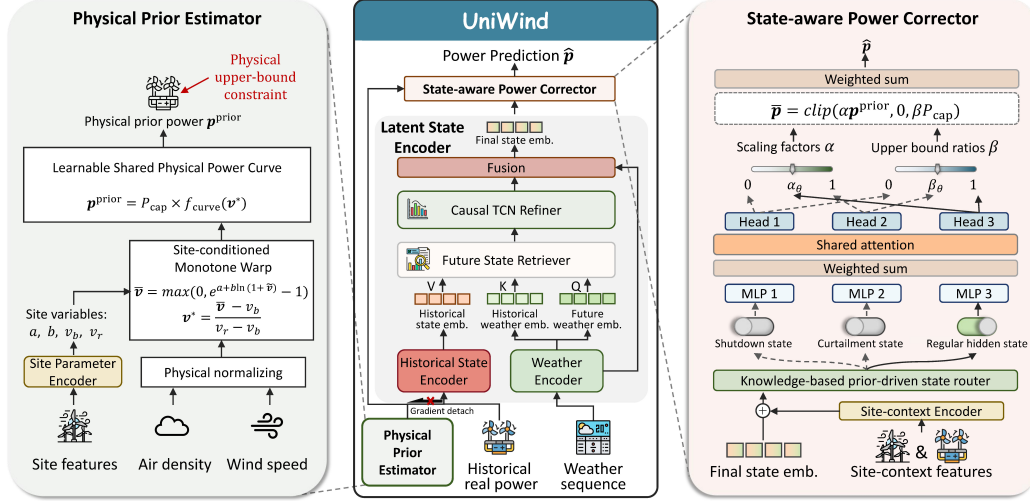 Physical Prior Estimator
Physical
upper-bound
constraint
Physical prior power p^prior
Learnable Shared Physical Power Curve
p^prior = P_cap × f_curve(v*)
Site-conditioned
Monotone Warp
v̅ = max(0, e^{a+b ln(1+ṽ)} − 1)
v* = (v̅ − v_b) / (v_r − v_b)
Site variables:
a, b, v_b, v_r
Site Parameter
Encoder
Physical normalizing
Site features
Air density
Wind speed
UniWind
Power Prediction p̂
State-aware Power Corrector
Latent State
Encoder
Final state emb.
Fusion
Causal TCN Refiner
Future State Retriever
V
K
Q
Historical
state emb.
Historical
weather emb.
Future
weather emb.
Historical State
Encoder
Weather
Encoder
Gradient detach
Physical
Prior
Estimator
20°
Historical
real power
Weather
sequence
State-aware Power Corrector
p̂
Weighted sum
p̅ = clip(αp^prior, 0, βP_cap)
Scaling factors α
Upper bound ratios β
0 α_θ 1
0 β_θ 1
Head 1
Head 2
Head 3
Shared attention
Weighted sum
MLP 1
MLP 2
MLP 3
Shutdown state
Curtailment state
Regular hidden state
Knowledge-based prior-driven state router
Site-context Encoder
&
Final state emb.
Site-context features